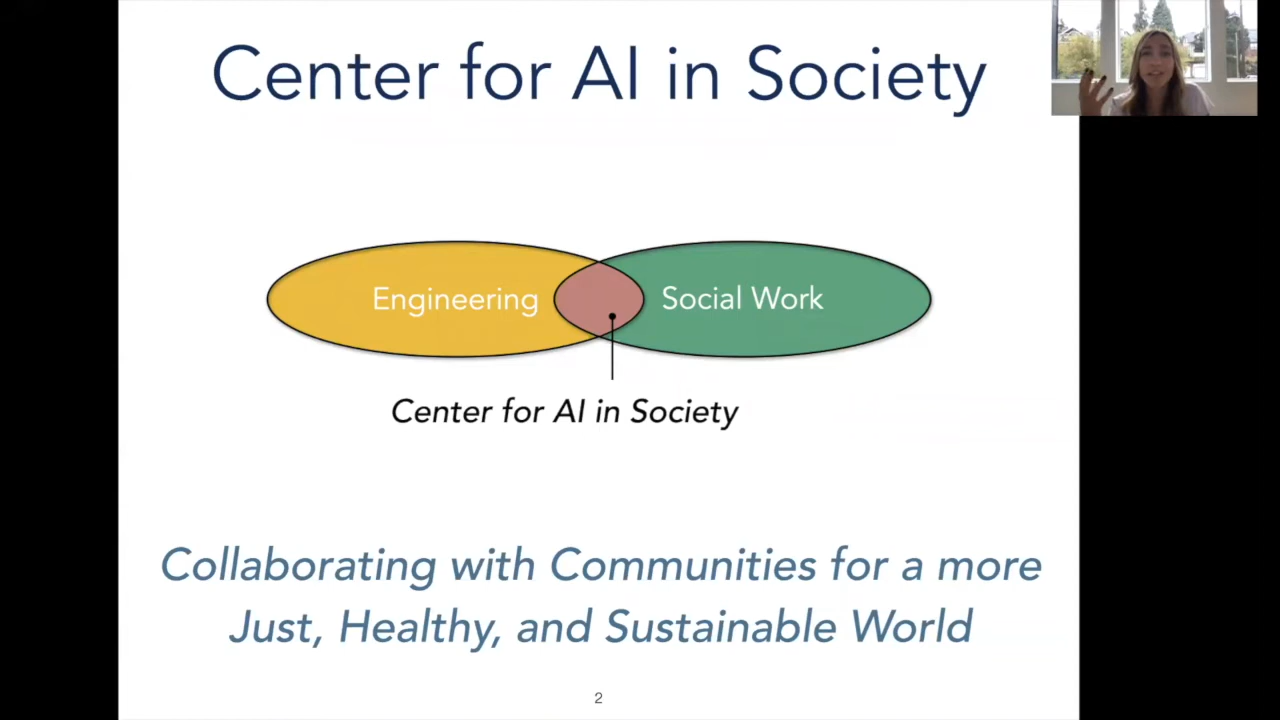 Center for AI in Society
Engineering
Social Work
Center for AI in Society
Collaborating with Communities for a more
Just, Healthy, and Sustainable World
2